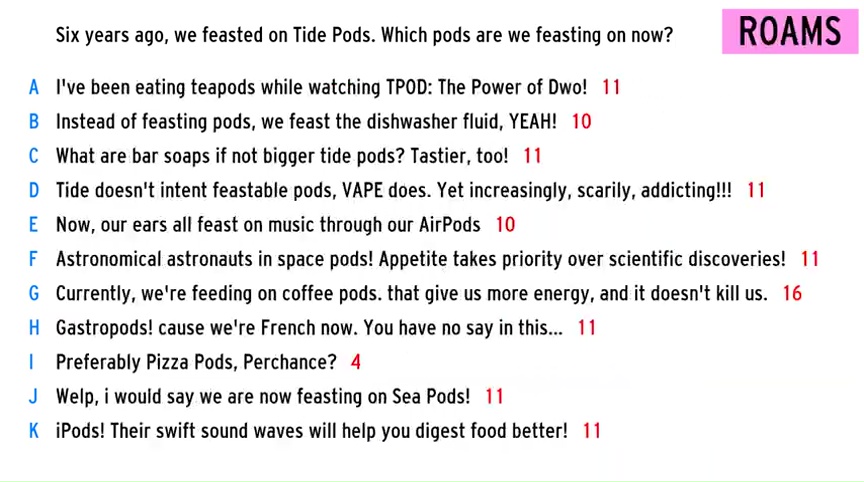 Six years ago, we feasted on Tide Pods. Which pods are we feasting on now?
ROAMS
A I've been eating teapods while watching TPOD: The Power of Dwo! 11
B Instead of feasting pods, we feast the dishwasher fluid, YEAH! 10
C What are bar soaps if not bigger tide pods? Tastier, too! 11
D Tide doesn't intent feastable pods, VAPE does. Yet increasingly, scarily, addicting!!! 11
E Now, our ears all feast on music through our AirPods 10
F Astronomical astronauts in space pods! Appetite takes priority over scientific discoveries! 11
G Currently, we're feeding on coffee pods. that give us more energy, and it doesn't kill us. 16
H Gastropods! cause we're French now. You have no say in this... 11
I Preferably Pizza Pods, Perchance? 4
J Welp, i would say we are now feasting on Sea Pods! 11
K iPods! Their swift sound waves will help you digest food better! 11